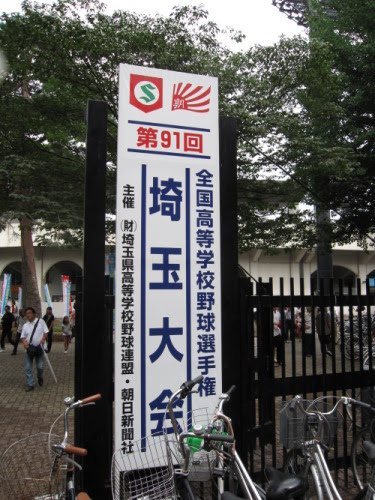 第91回
全国高等学校野球選手権
埼玉大会
主催 (財)埼玉県高等学校野球連盟・朝日新聞社
朝
S